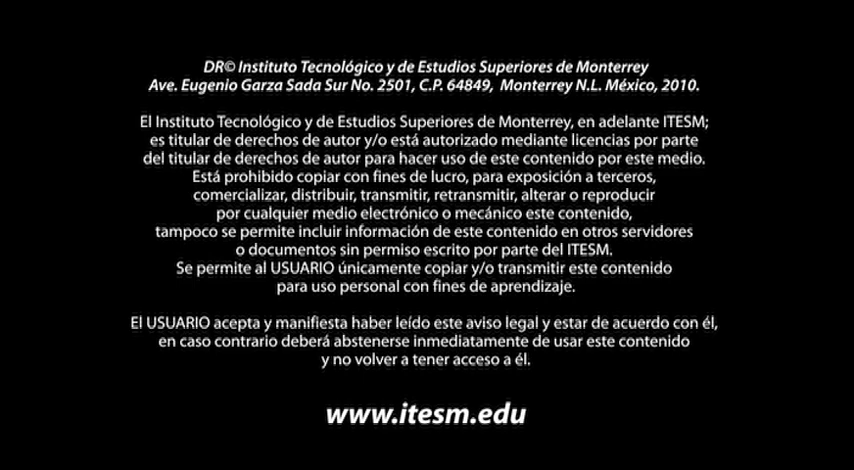 DR© Instituto Tecnológico y de Estudios Superiores de Monterrey
Ave. Eugenio Garza Sada Sur No. 2501, C.P. 64849, Monterrey N.L. México, 2010.
El Instituto Tecnológico y de Estudios Superiores de Monterrey, en adelante ITESM;
es titular de derechos de autor y/o está autorizado mediante licencias por parte
del titular de derechos de autor para hacer uso de este contenido por este medio.
Está prohibido copiar con fines de lucro, para exposición a terceros,
comercializar, distribuir, transmitir, retransmitir, alterar o reproducir
por cualquier medio electrónico o mecánico este contenido,
tampoco se permite incluir información de este contenido en otros servidores
o documentos sin permiso escrito por parte del ITESM.
Se permite al USUARIO únicamente copiar y/o transmitir este contenido
para uso personal con fines de aprendizaje.
El USUARIO acepta y manifiesta haber leído este aviso legal y estar de acuerdo con él,
en caso contrario deberá abstenerse inmediatamente de usar este contenido
y no volver a tener acceso a él.
www.itesm.edu